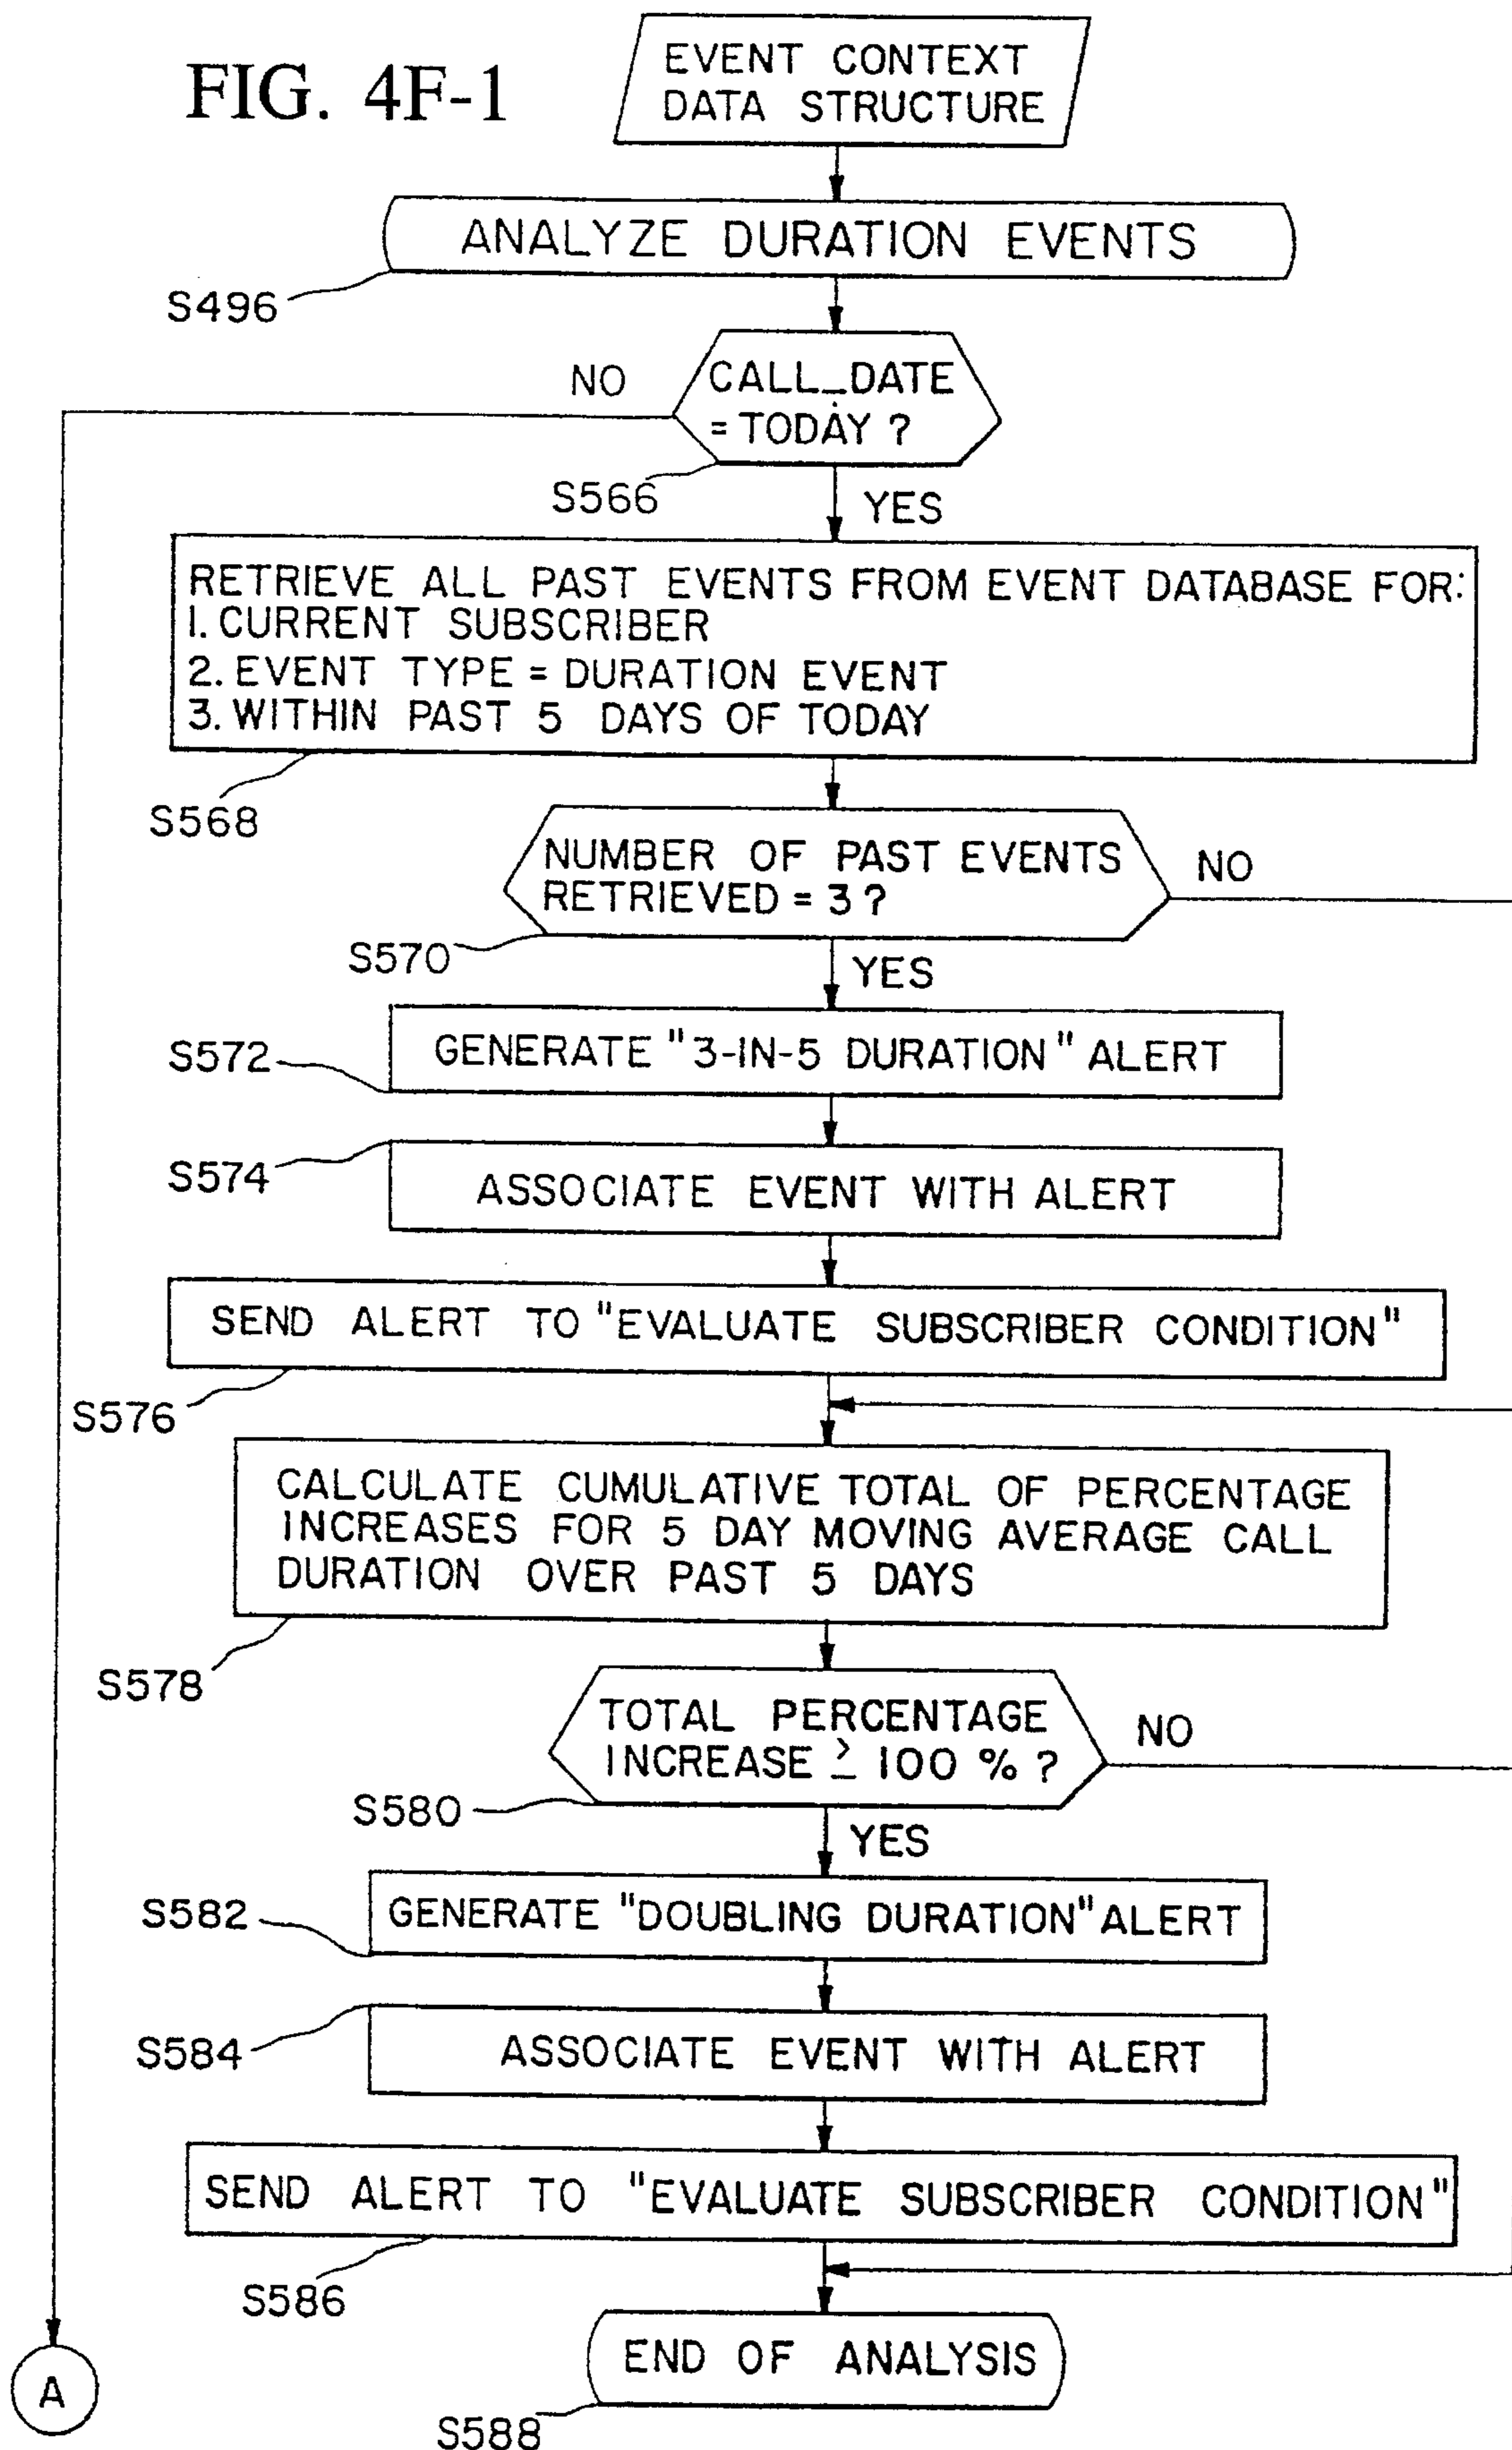 FIG. 4F-1
EVENT CONTEXT
DATA STRUCTURE
ANALYZE DURATION EVENTS
S496
NO
CALL_DATE
= TODAY ?
S566
YES
RETRIEVE ALL PAST EVENTS FROM EVENT DATABASE FOR:
1. CURRENT SUBSCRIBER
2. EVENT TYPE = DURATION EVENT
3. WITHIN PAST 5 DAYS OF TODAY
S568
NUMBER OF PAST EVENTS
RETRIEVED = 3 ?
NO
S570
YES
S572
GENERATE "3-IN-5 DURATION" ALERT
S574
ASSOCIATE EVENT WITH ALERT
SEND ALERT TO "EVALUATE SUBSCRIBER CONDITION"
S576
CALCULATE CUMULATIVE TOTAL OF PERCENTAGE
INCREASES FOR 5 DAY MOVING AVERAGE CALL
DURATION OVER PAST 5 DAYS
S578
TOTAL PERCENTAGE
INCREASE ≥ 100 % ?
NO
S580
YES
S582
GENERATE "DOUBLING DURATION" ALERT
S584
ASSOCIATE EVENT WITH ALERT
SEND ALERT TO "EVALUATE SUBSCRIBER CONDITION"
S586
END OF ANALYSIS
A
S588